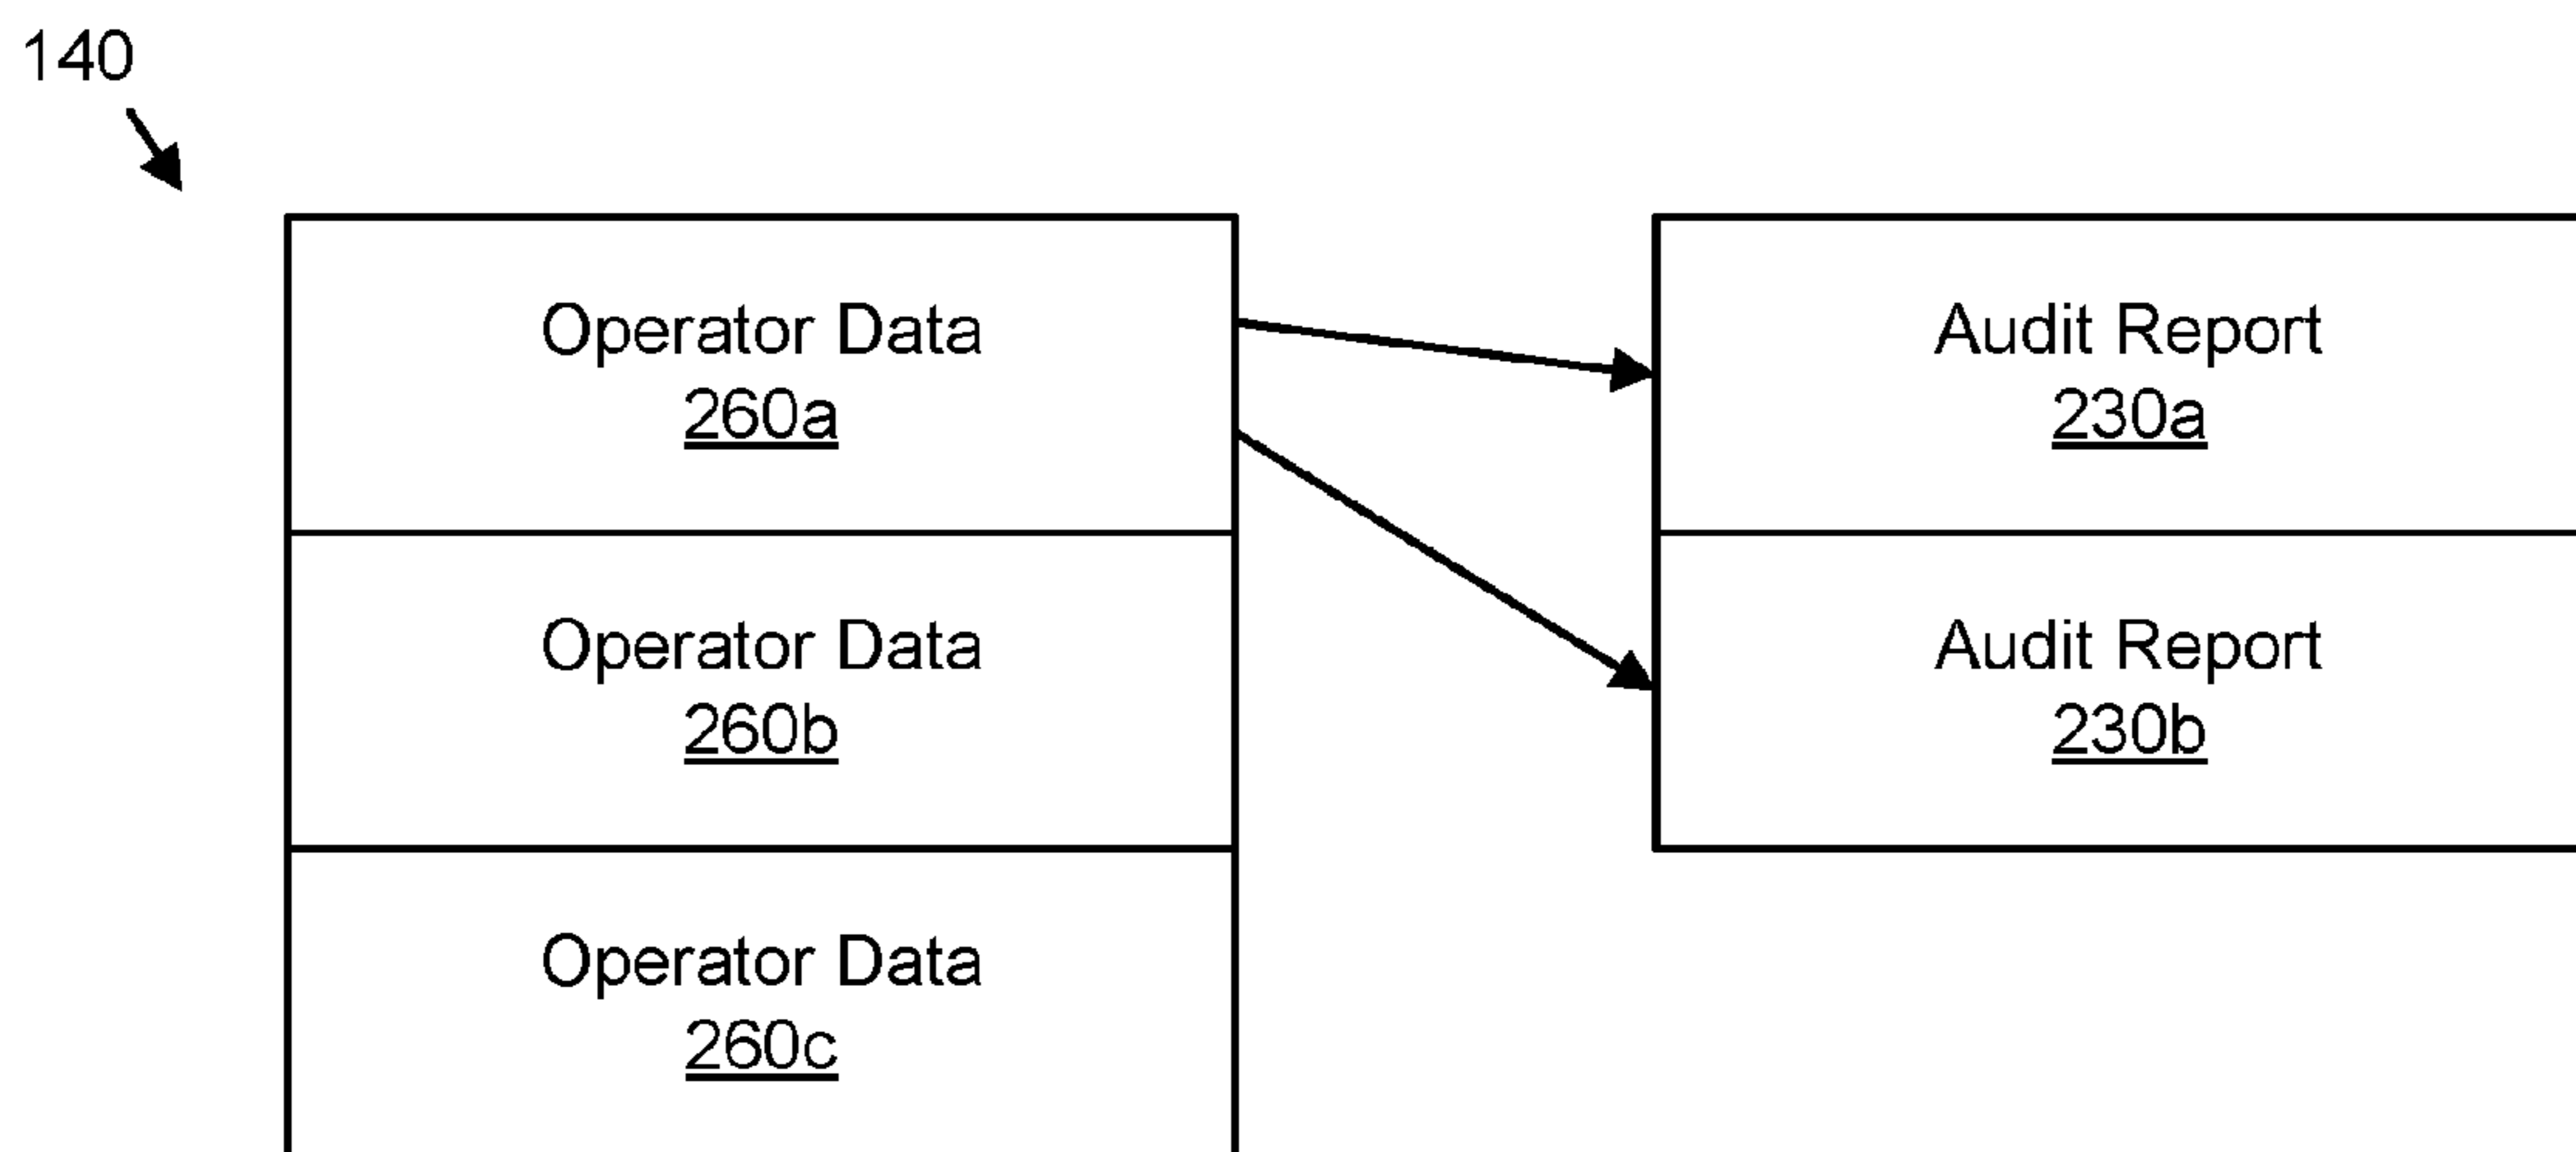 140
Operator Data
260a
Audit Report
230a
Operator Data
260b
Audit Report
230b
Operator Data
260c